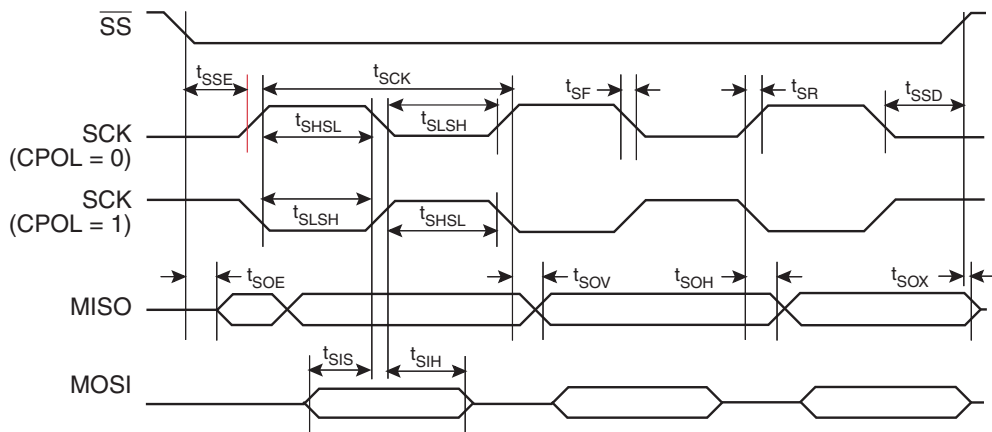 SS
tSSE
tSCK
tSF
tSR
tSSD
SCK
(CPOL = 0)
tSHSL
tSLSH
SCK
(CPOL = 1)
tSLSH
tSHSL
tSOE
tSOV
tSOH
tSOX
MISO
tSIS
tSIH
MOSI